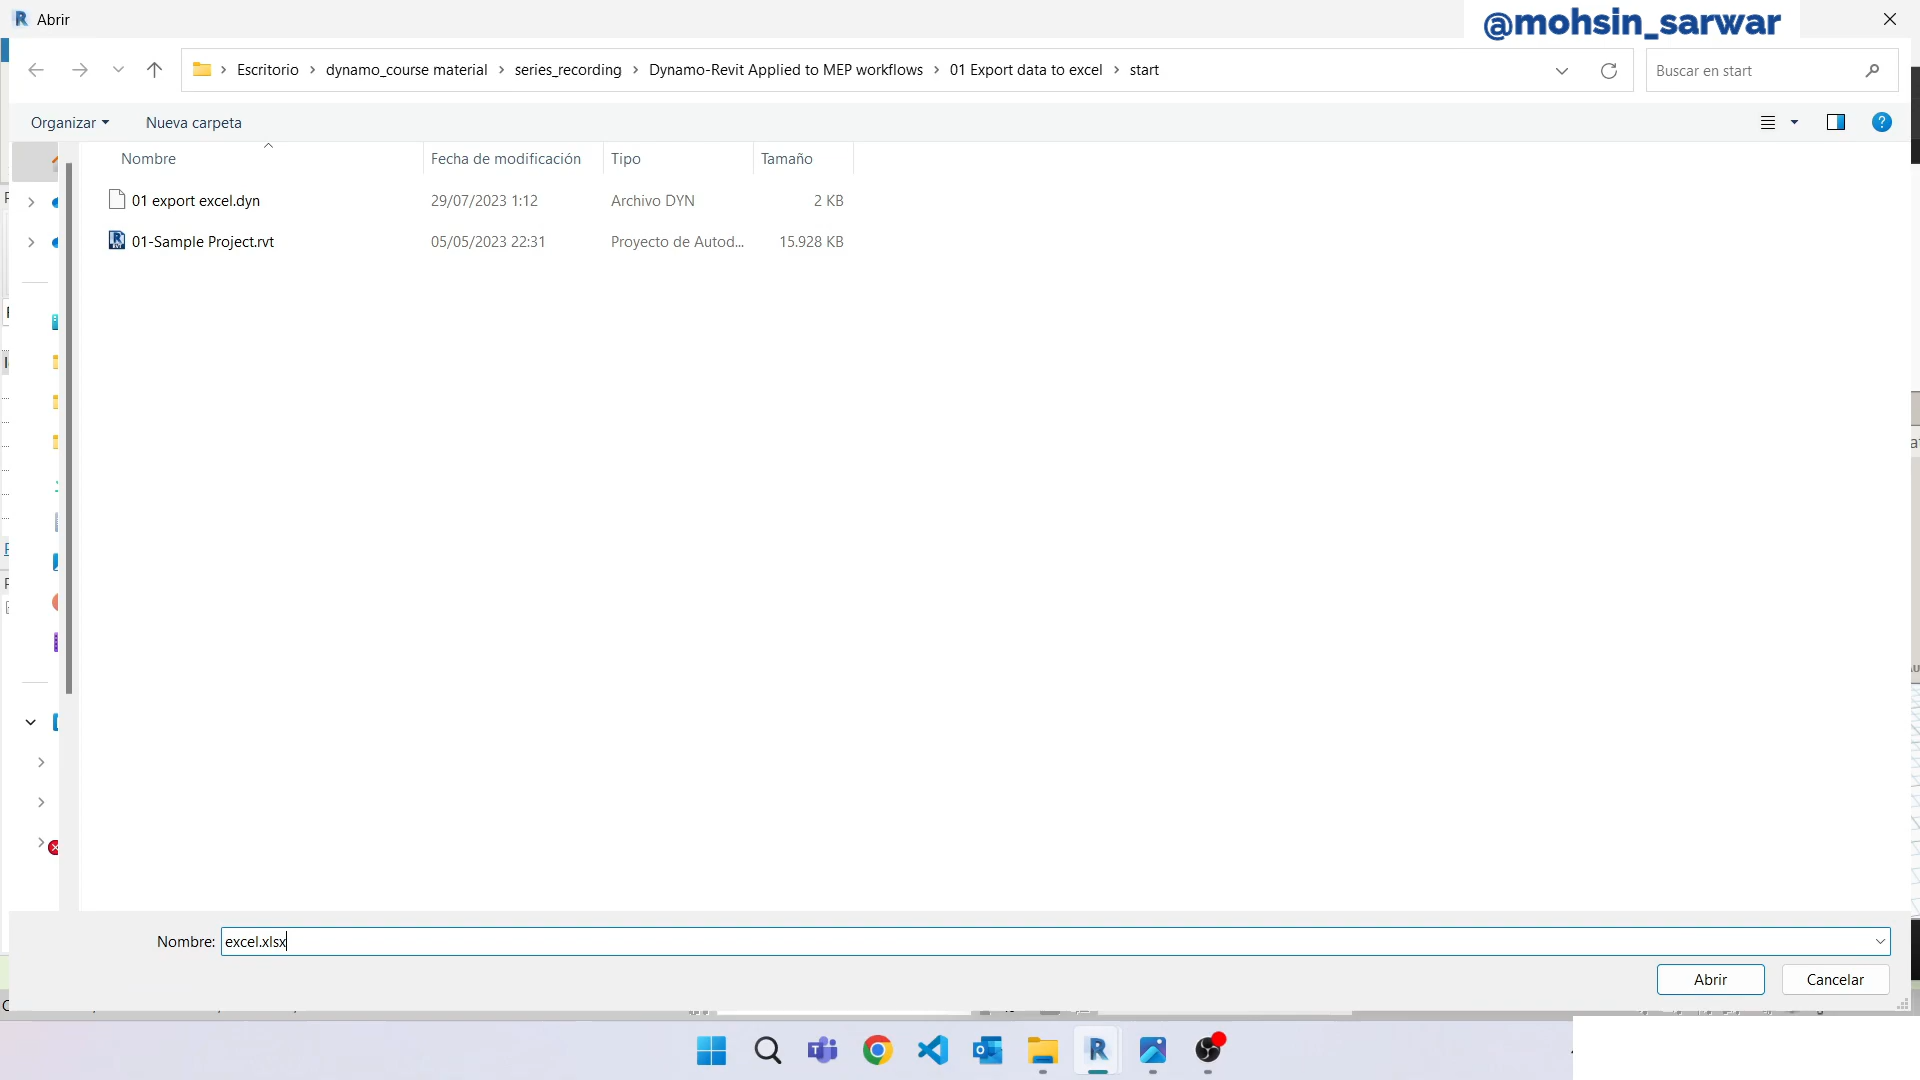 Abrir
@mohsin_sarwar
Escritorio > dynamo_course material > series_recording > Dynamo-Revit Applied to MEP workflows > 01 Export data to excel > start
Buscar en start
Organizar
Nueva carpeta
Nombre
Fecha de modificación
Tipo
Tamaño
01 export excel.dyn
29/07/2023 1:12
Archivo DYN
2 KB
01-Sample Project.rvt
05/05/2023 22:31
Proyecto de Autod...
15.928 KB
Nombre:
excel.xlsx
Abrir
Cancelar